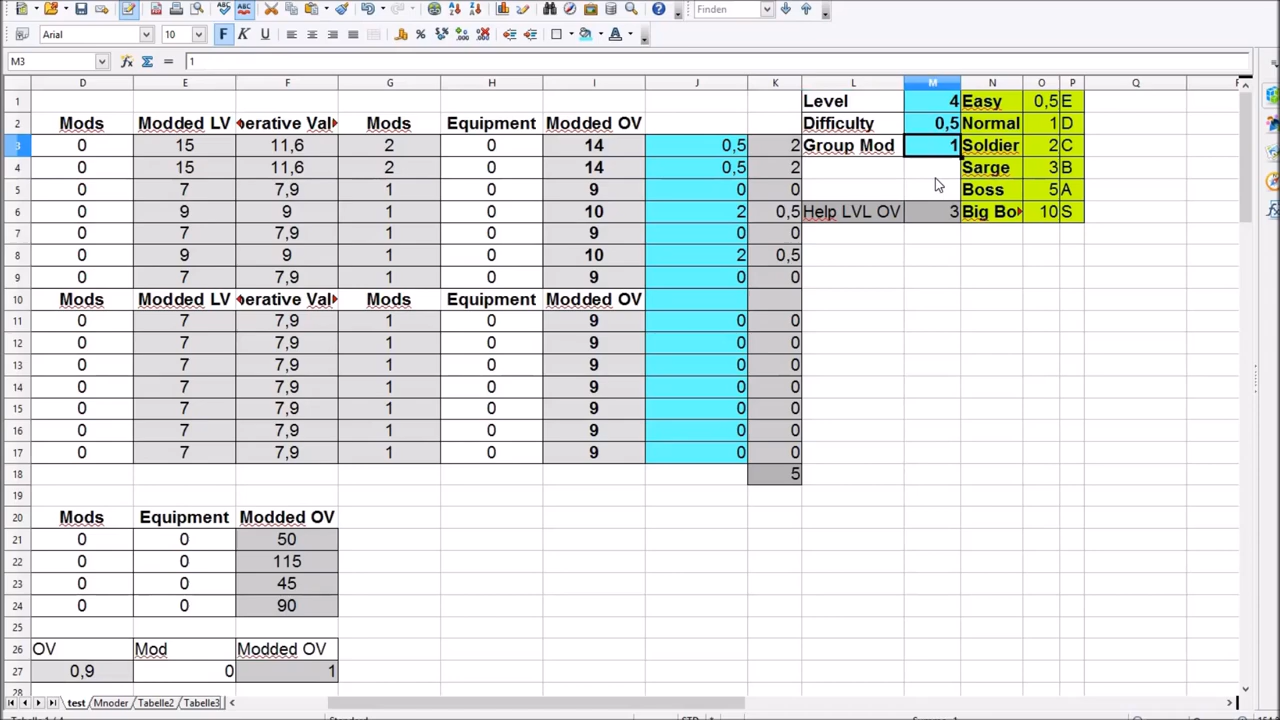 Finden
Arial 10 F K U
M3 1
D E F G H I J K L M N O P Q
1 Level 4 Easy 0,5 E
2 Mods Modded LV erative Val Mods Equipment Modded OV Difficulty 0,5 Normal 1 D
3 0 15 11,6 2 0 14 0,5 2 Group Mod 1 Soldier 2 C
4 0 15 11,6 2 0 14 0,5 2 Sarge 3 B
5 0 7 7,9 1 0 9 0 0 Boss 5 A
6 0 9 9 1 0 10 2 0,5 Help LVL OV 3 Big Bo 10 S
7 0 7 7,9 1 0 9 0 0
8 0 9 9 1 0 10 2 0,5
9 0 7 7,9 1 0 9 0 0
10 Mods Modded LV erative Val Mods Equipment Modded OV
11 0 7 7,9 1 0 9 0 0
12 0 7 7,9 1 0 9 0 0
13 0 7 7,9 1 0 9 0 0
14 0 7 7,9 1 0 9 0 0
15 0 7 7,9 1 0 9 0 0
16 0 7 7,9 1 0 9 0 0
17 0 7 7,9 1 0 9 0 0
18 5
19
20 Mods Equipment Modded OV
21 0 0 50
22 0 0 115
23 0 0 45
24 0 0 90
25
26 OV Mod Modded OV
27 0,9 0 1
28
test Mnoder Tabelle2 Tabelle3